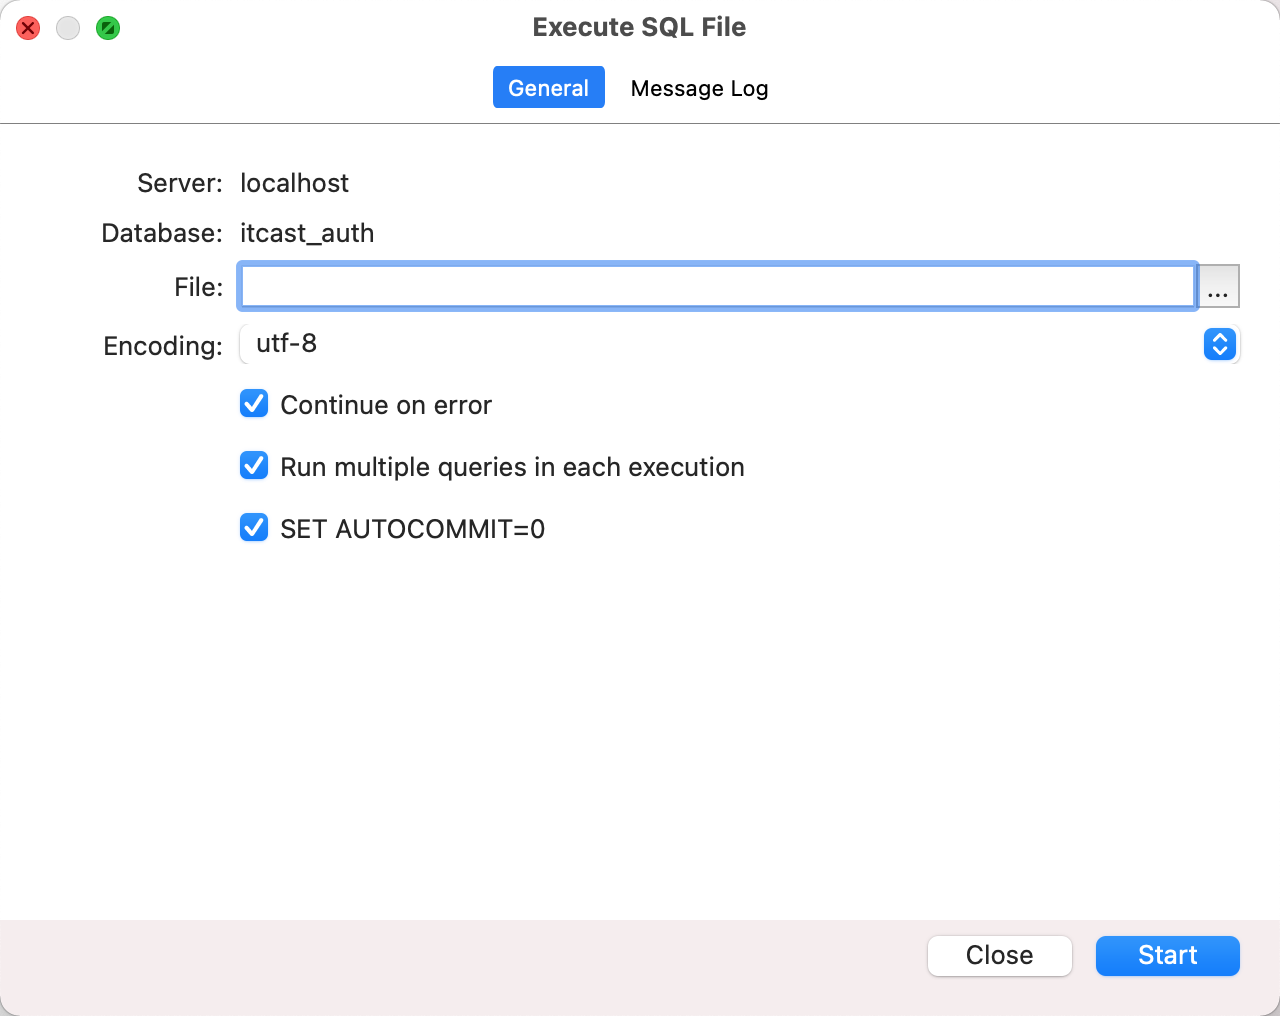 Execute SQL File
General Message Log
Server: localhost
Database: itcast_auth
File: ...
Encoding: utf-8
Continue on error
Run multiple queries in each execution
SET AUTOCOMMIT=0
Close Start